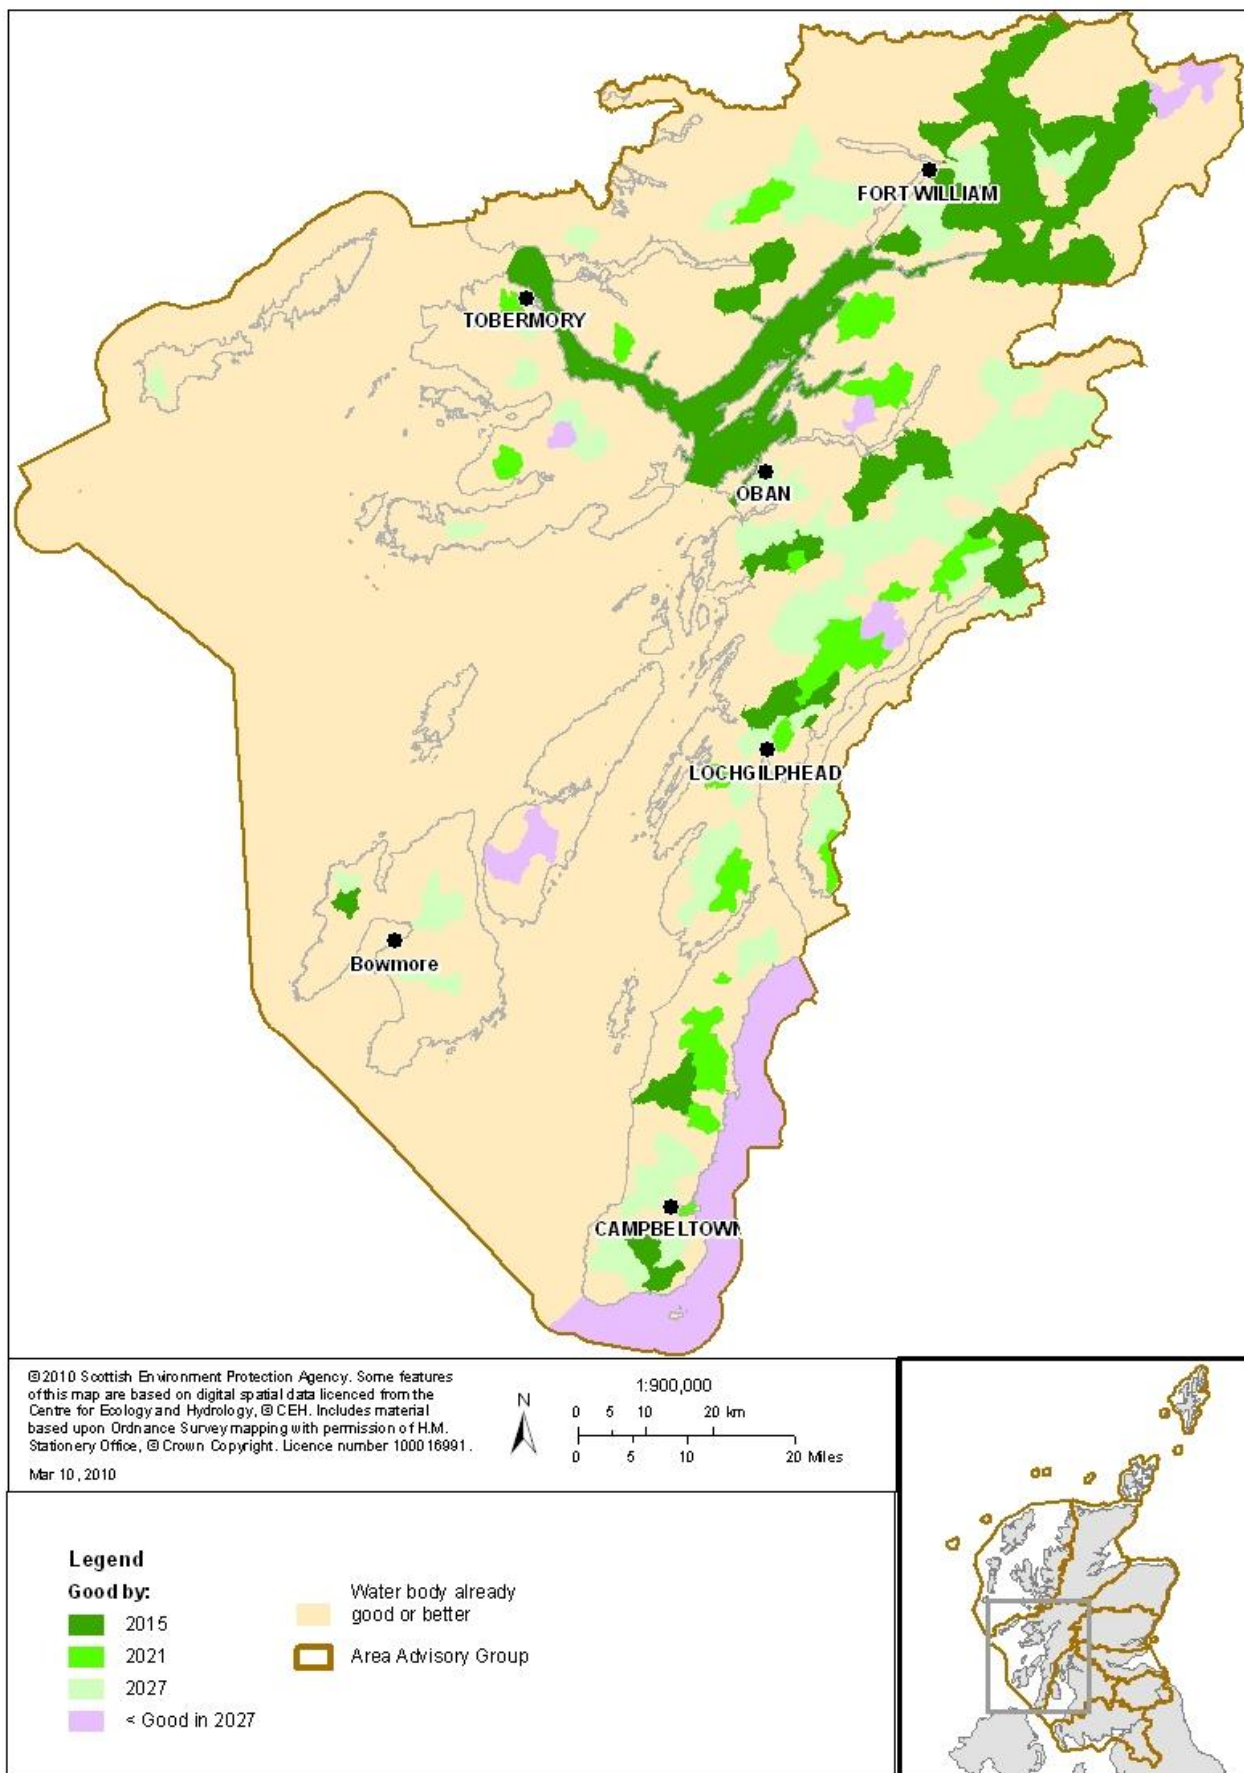 FORT WILLIAM
TOBERMORY
OBAN
LOCHGILPHEAD
Bowmore
CAMPBELTOWN
©2010 Scottish Environment Protection Agency. Some features
of this map are based on digital spatial data licenced from the
Centre for Ecology and Hydrology, © CEH. Includes material
based upon Ordnance Survey mapping with permission of H.M.
Stationery Office, © Crown Copyright. Licence number 100016991.
Mar 10, 2010
N
1:900,000
0 5 10 20 km
0 5 10 20 Miles
Legend
Good by:
2015
2021
2027
< Good in 2027
Water body already
good or better
Area Advisory Group